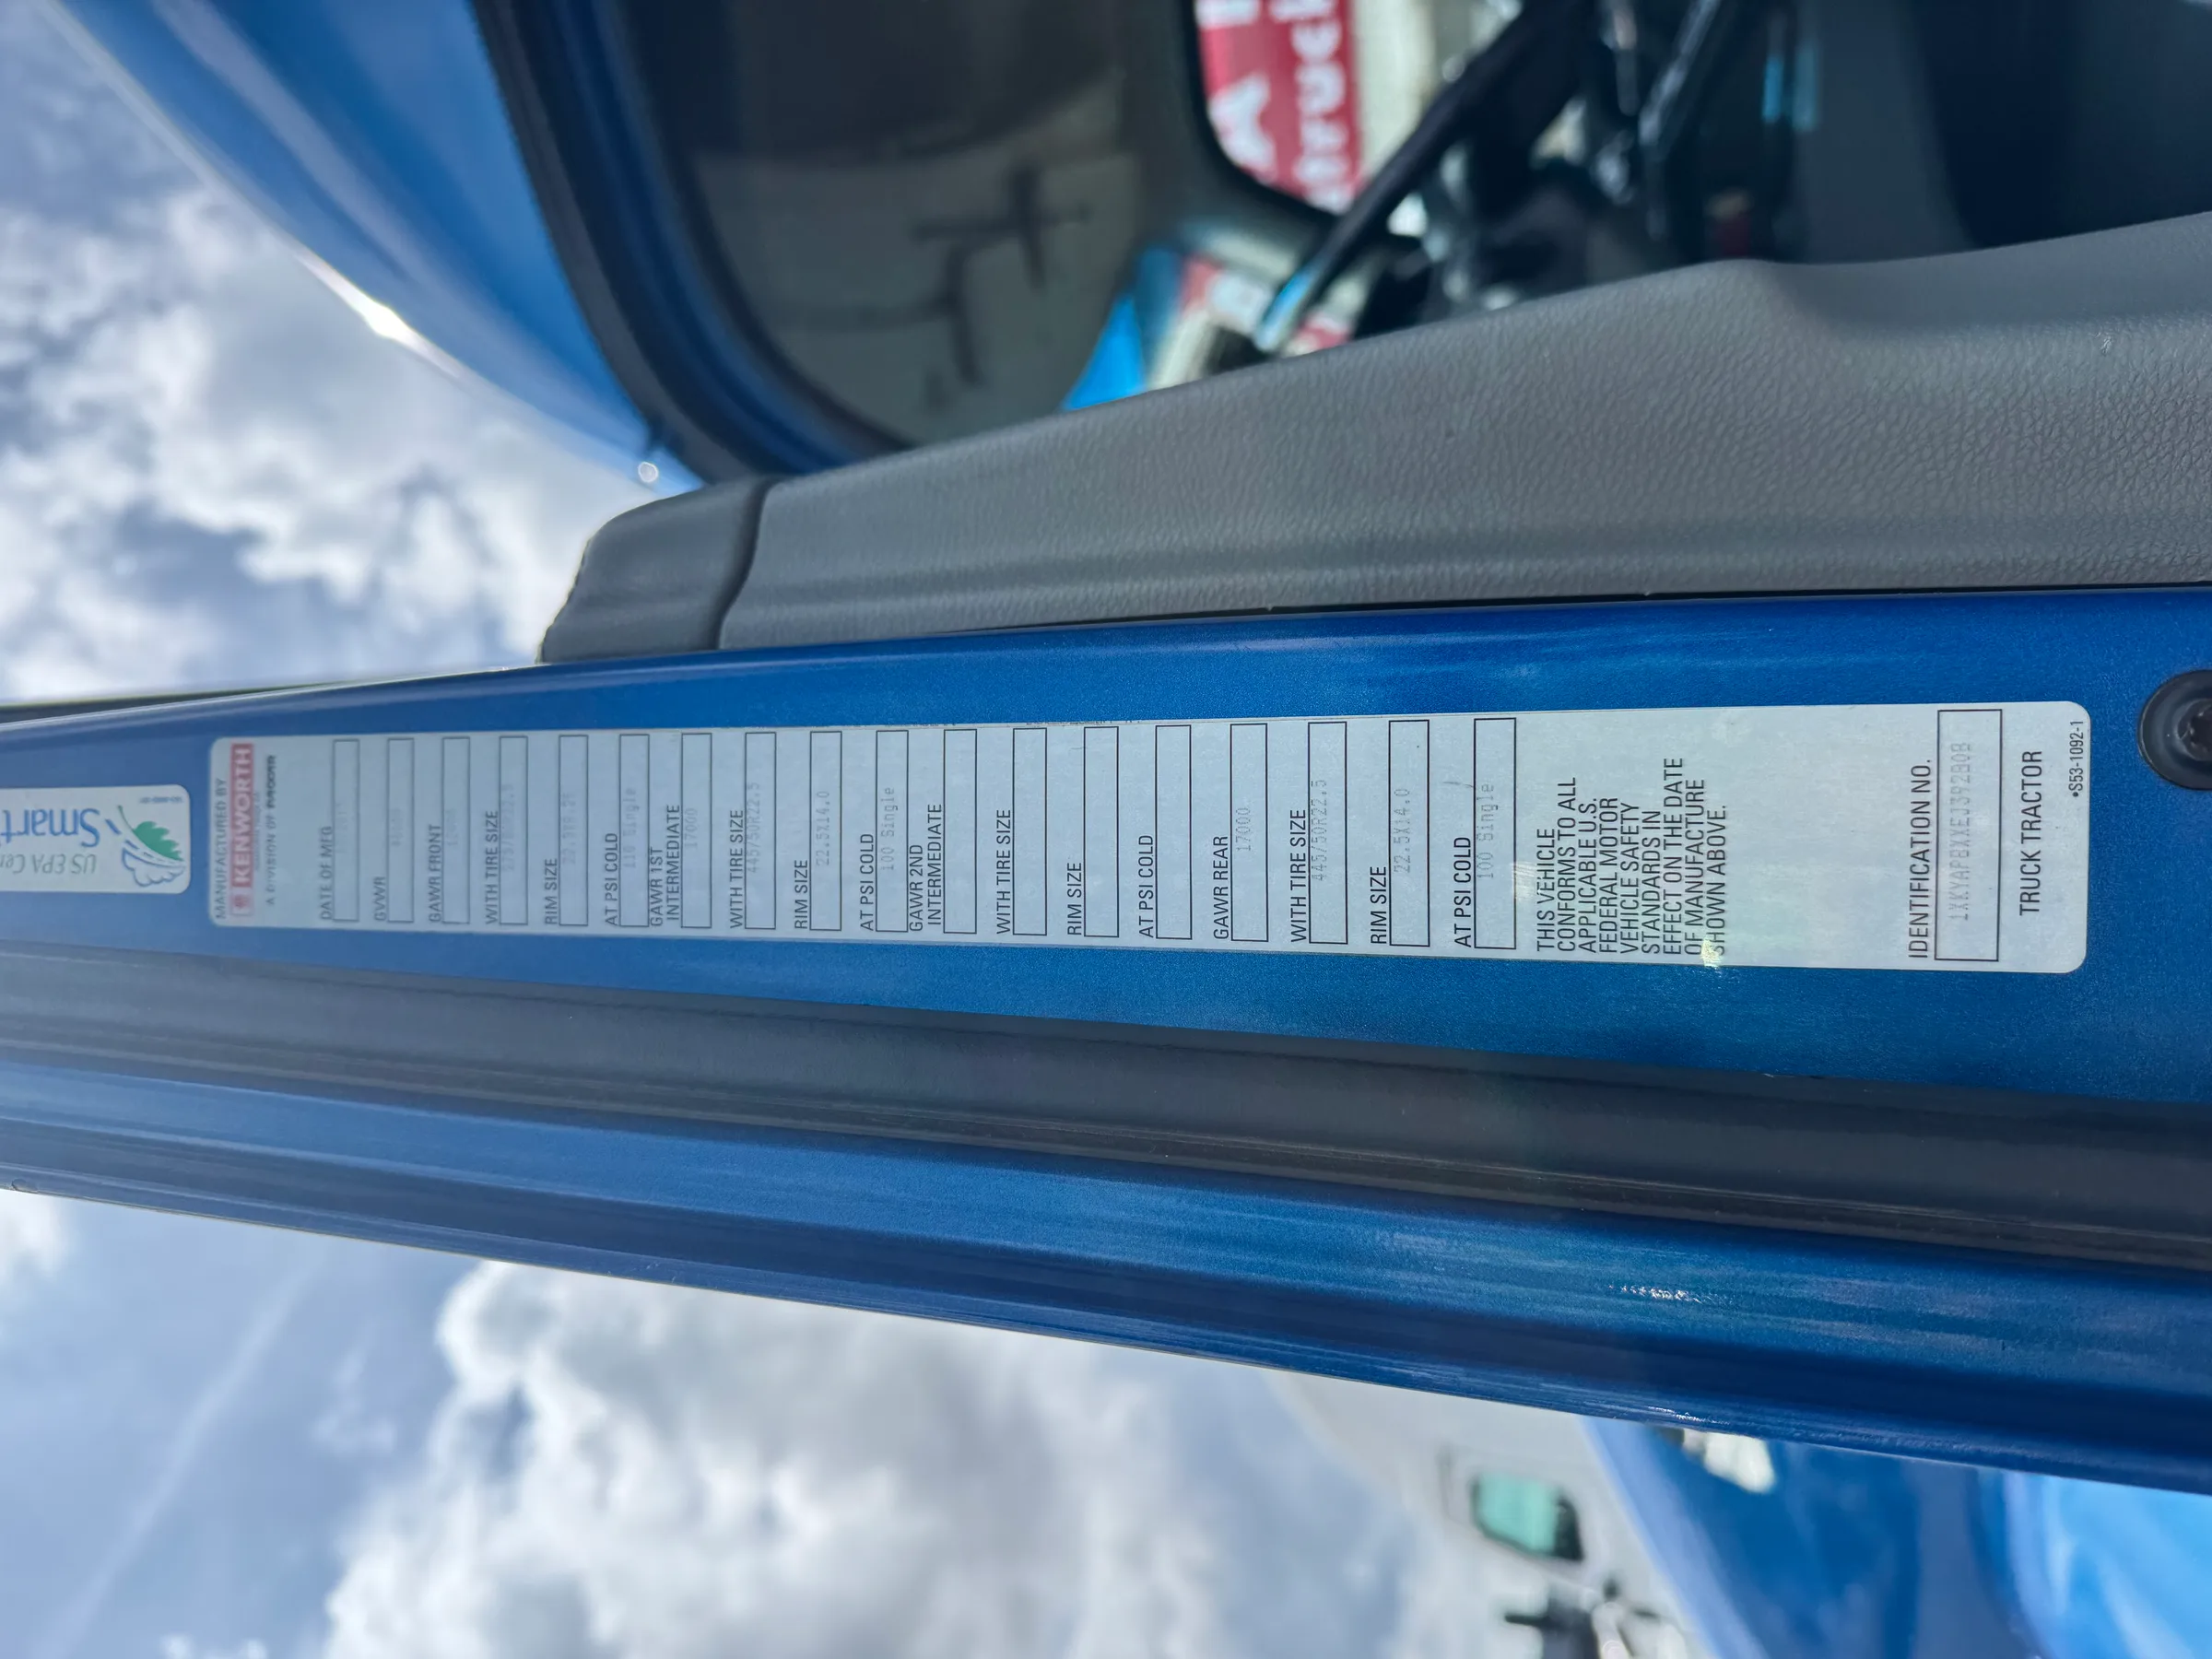 MANUFACTURED BY
KENWORTH
A DIVISION OF PACCAR
DATE OF MFG
GVWR
GAWR FRONT
WITH TIRE SIZE
RIM SIZE
AT PSI COLD
110 Single
GAWR 1ST
INTERMEDIATE
17000
WITH TIRE SIZE
445/50R22.5
RIM SIZE
22.5X14.0
AT PSI COLD
100 Single
GAWR 2ND
INTERMEDIATE
WITH TIRE SIZE
RIM SIZE
AT PSI COLD
GAWR REAR
17000
WITH TIRE SIZE
445/50R22.5
RIM SIZE
22.5X14.0
AT PSI COLD
100 Single
THIS VEHICLE
CONFORMS TO ALL
APPLICABLE U.S.
FEDERAL MOTOR
VEHICLE SAFETY
STANDARDS IN
EFFECT ON THE DATE
OF MANUFACTURE
SHOWN ABOVE.
IDENTIFICATION NO.
TRUCK TRACTOR
•S53-1092-1
US EPA Cer
Smart